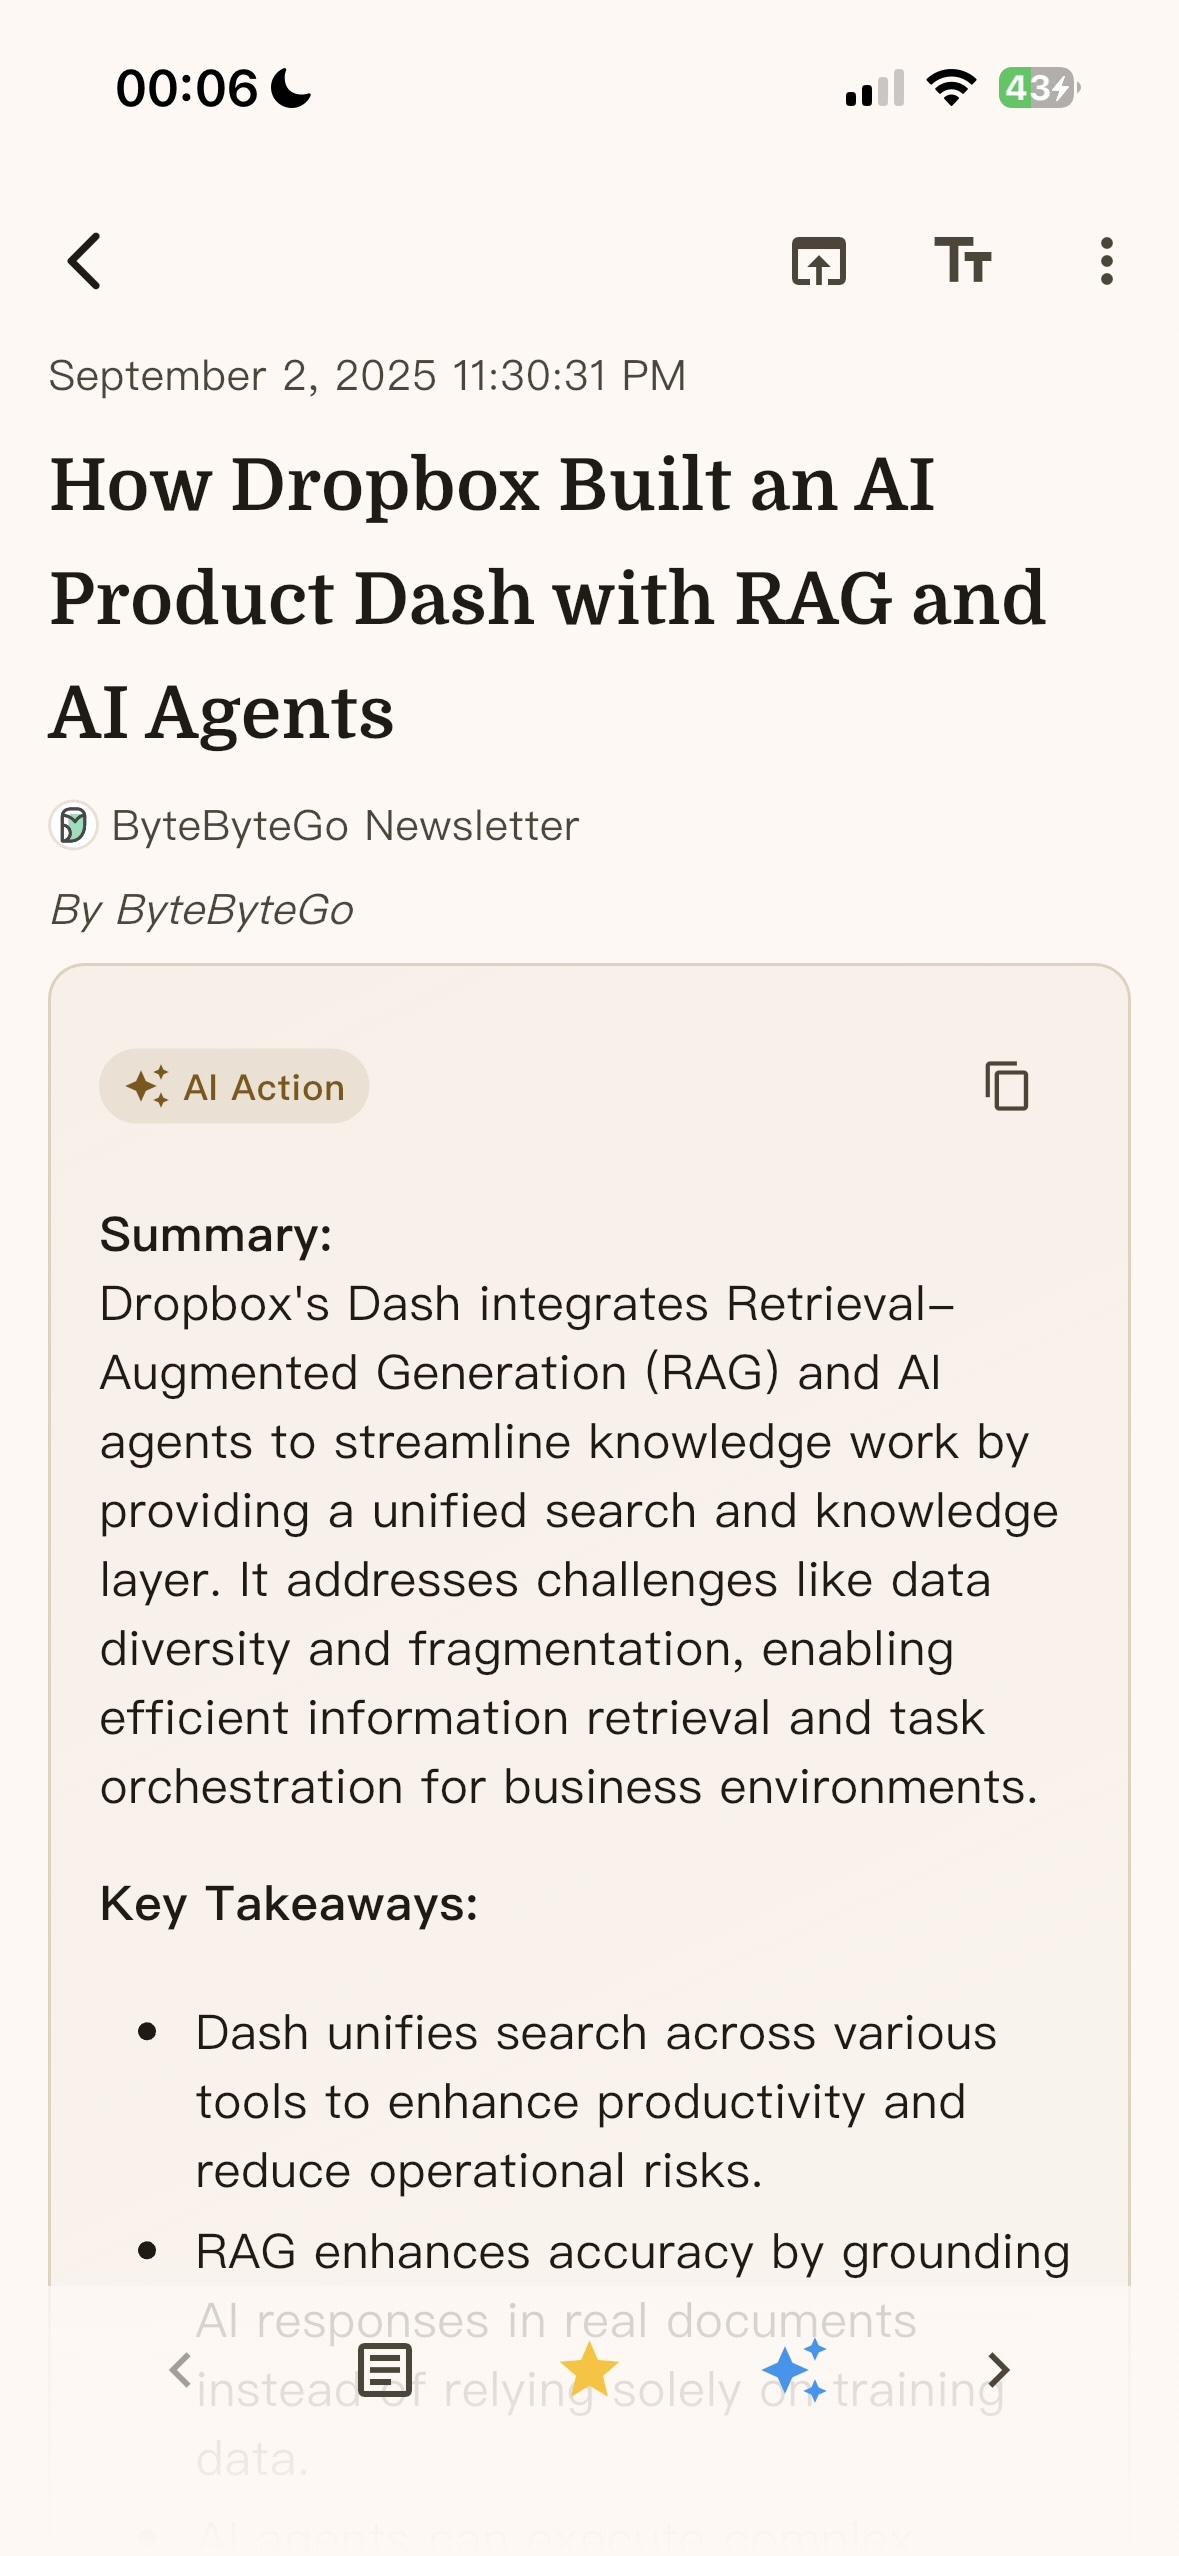 00:06
43
September 2, 2025 11:30:31 PM
How Dropbox Built an AI
Product Dash with RAG and
AI Agents
ByteByteGo Newsletter
By ByteByteGo
AI Action
Summary:
Dropbox's Dash integrates Retrieval-
Augmented Generation (RAG) and AI
agents to streamline knowledge work by
providing a unified search and knowledge
layer. It addresses challenges like data
diversity and fragmentation, enabling
efficient information retrieval and task
orchestration for business environments.
Key Takeaways:
• Dash unifies search across various
tools to enhance productivity and
reduce operational risks.
• RAG enhances accuracy by grounding
AI responses in real documents
instead of relying solely on training
data.
• AI agents can execute complex